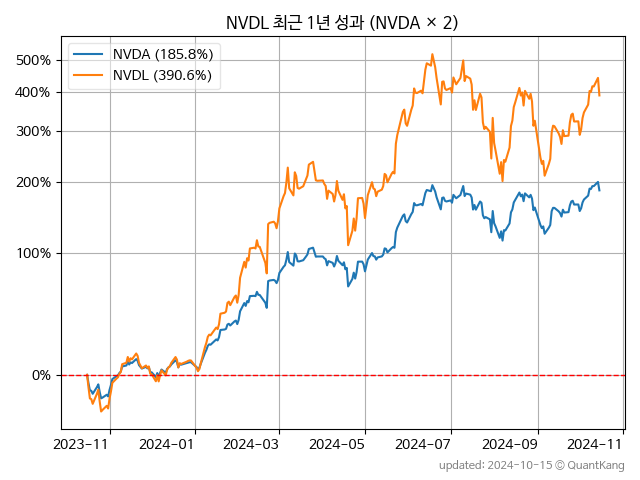 NVDL 최근 1년 성과 (NVDA × 2)
NVDA (185.8%)
NVDL (390.6%)
500%
400%
300%
200%
100%
0%
2023-11 2024-01 2024-03 2024-05 2024-07 2024-09 2024-11
updated: 2024-10-15 © QuantKang